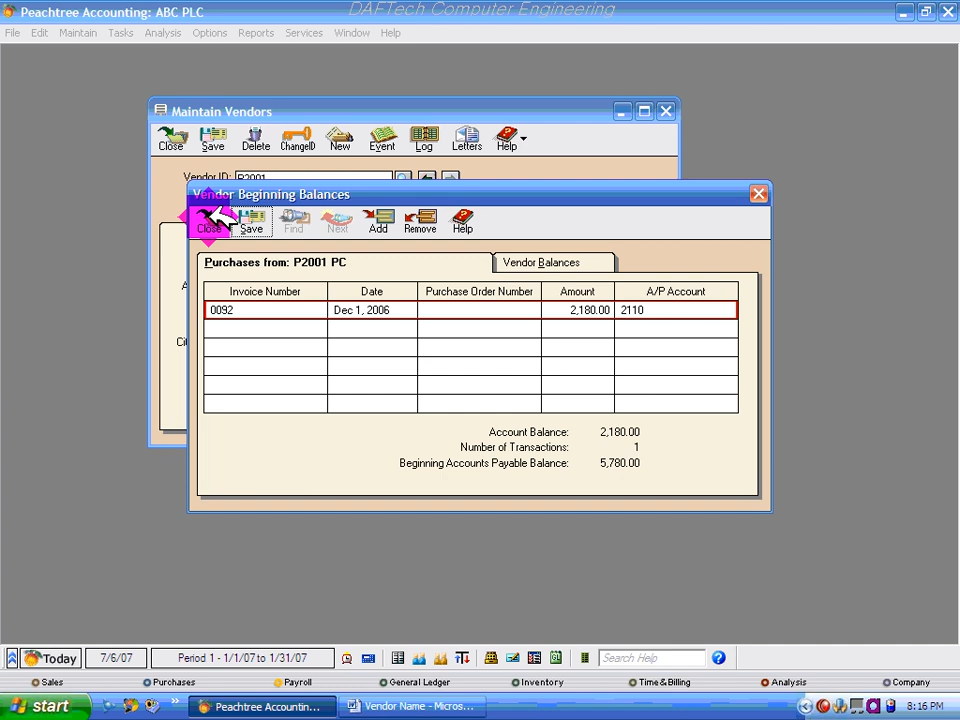 Peachtree Accounting: ABC PLC
DAFTech Computer Engineering
File Edit Maintain Tasks Analysis Options Reports Services Window Help
Maintain Vendors
Close Save Delete ChangeID New Event Log Letters Help
Vendor ID: P2001
Vendor Beginning Balances
Close Save Find Next Add Remove Help
Purchases from: P2001 PC
Vendor Balances
Invoice Number Date Purchase Order Number Amount A/P Account
0092 Dec 1, 2006 2,180.00 2110
Account Balance: 2,180.00
Number of Transactions: 1
Beginning Accounts Payable Balance: 5,780.00
Today 7/6/07 Period 1 - 1/1/07 to 1/31/07 Search Help
Sales Purchases Payroll General Ledger Inventory Time & Billing Analysis Company
start Peachtree Accountin... Vendor Name - Micros... 8:16 PM